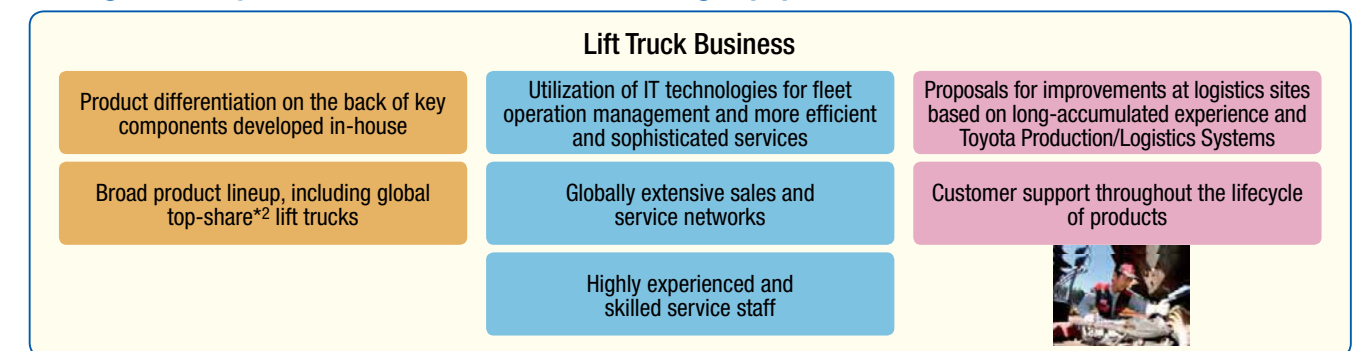 Lift Truck Business
Product differentiation on the back of key
components developed in-house
Broad product lineup, including global
top-share*2 lift trucks
Utilization of IT technologies for fleet
operation management and more efficient
and sophisticated services
Globally extensive sales and
service networks
Highly experienced and
skilled service staff
Proposals for improvements at logistics sites
based on long-accumulated experience and
Toyota Production/Logistics Systems
Customer support throughout the lifecycle
of products